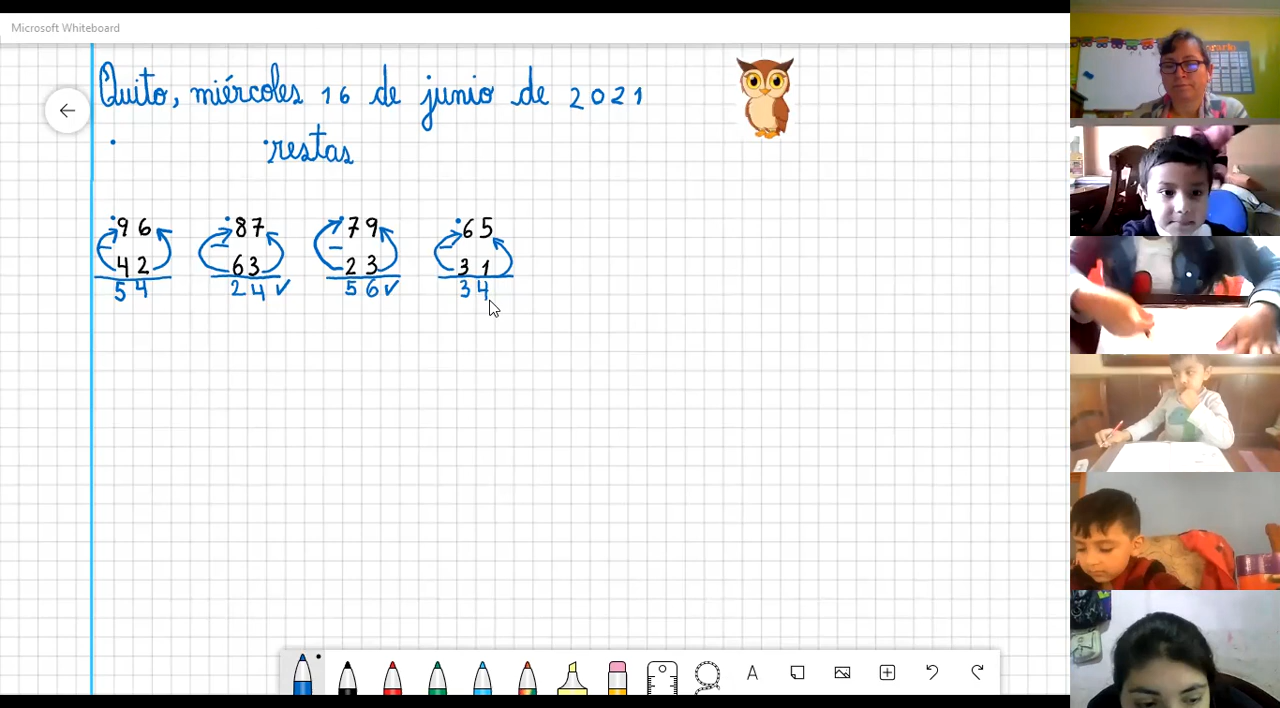 Microsoft Whiteboard
Quito, miércoles 16 de junio de 2021
restas
96 87 79 65
- 42 - 63 - 23 - 31
54 24 ✓ 56 ✓ 34
A